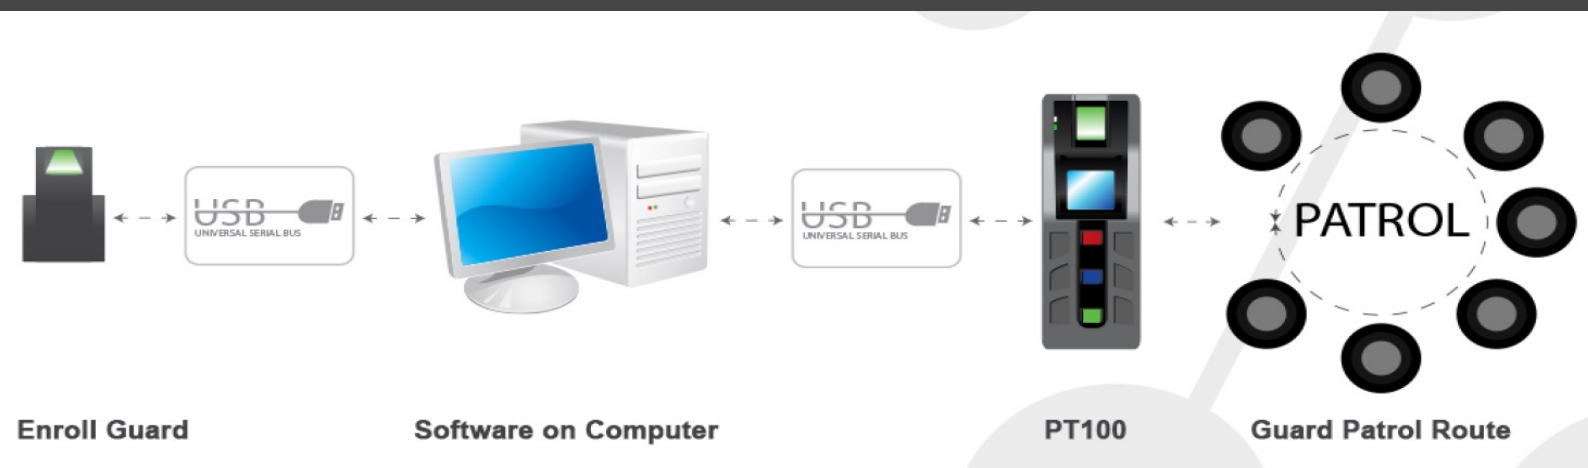 USB
UNIVERSAL SERIAL BUS
USB
UNIVERSAL SERIAL BUS
PATROL
Enroll Guard
Software on Computer
PT100
Guard Patrol Route